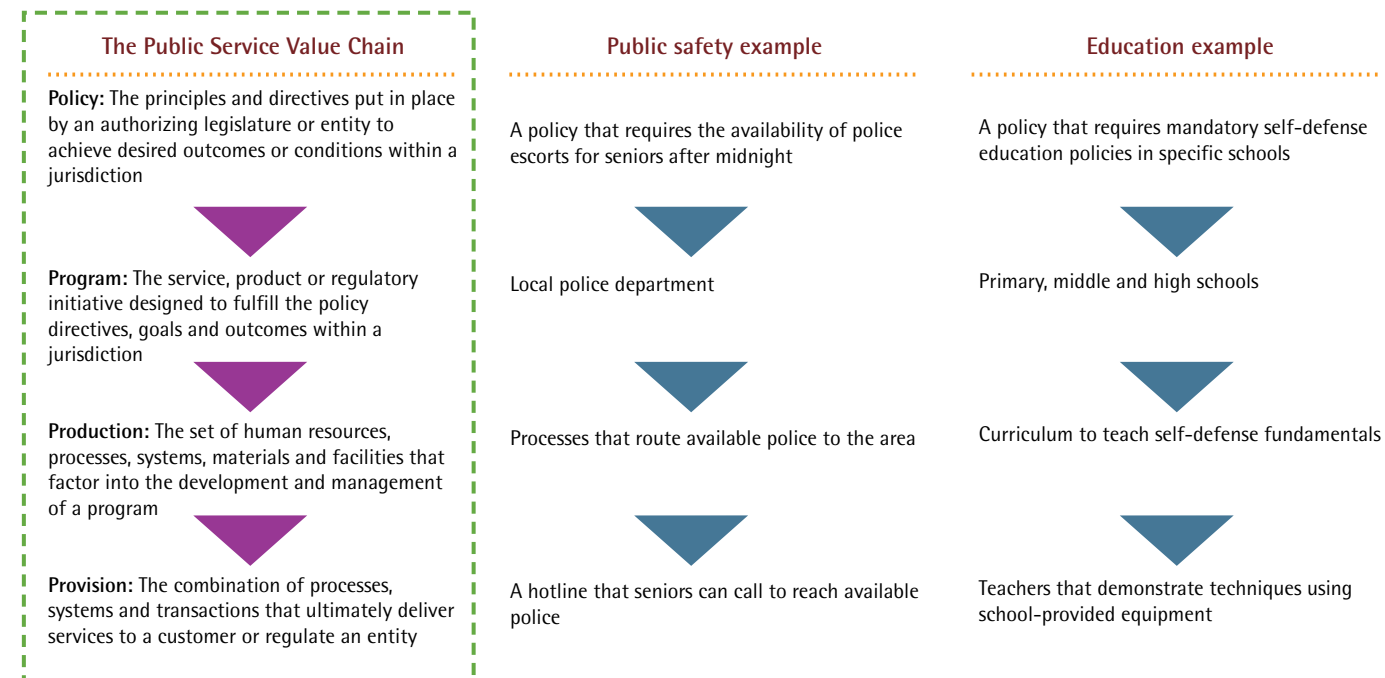 The Public Service Value Chain
Policy: The principles and directives put in place
by an authorizing legislature or entity to
achieve desired outcomes or conditions within a
jurisdiction
Program: The service, product or regulatory
initiative designed to fulfill the policy
directives, goals and outcomes within a
jurisdiction
Production: The set of human resources,
processes, systems, materials and facilities that
factor into the development and management
of a program
Provision: The combination of processes,
systems and transactions that ultimately deliver
services to a customer or regulate an entity
Public safety example
A policy that requires the availability of police
escorts for seniors after midnight
Local police department
Processes that route available police to the area
A hotline that seniors can call to reach available
police
Education example
A policy that requires mandatory self-defense
education policies in specific schools
Primary, middle and high schools
Curriculum to teach self-defense fundamentals
Teachers that demonstrate techniques using
school-provided equipment